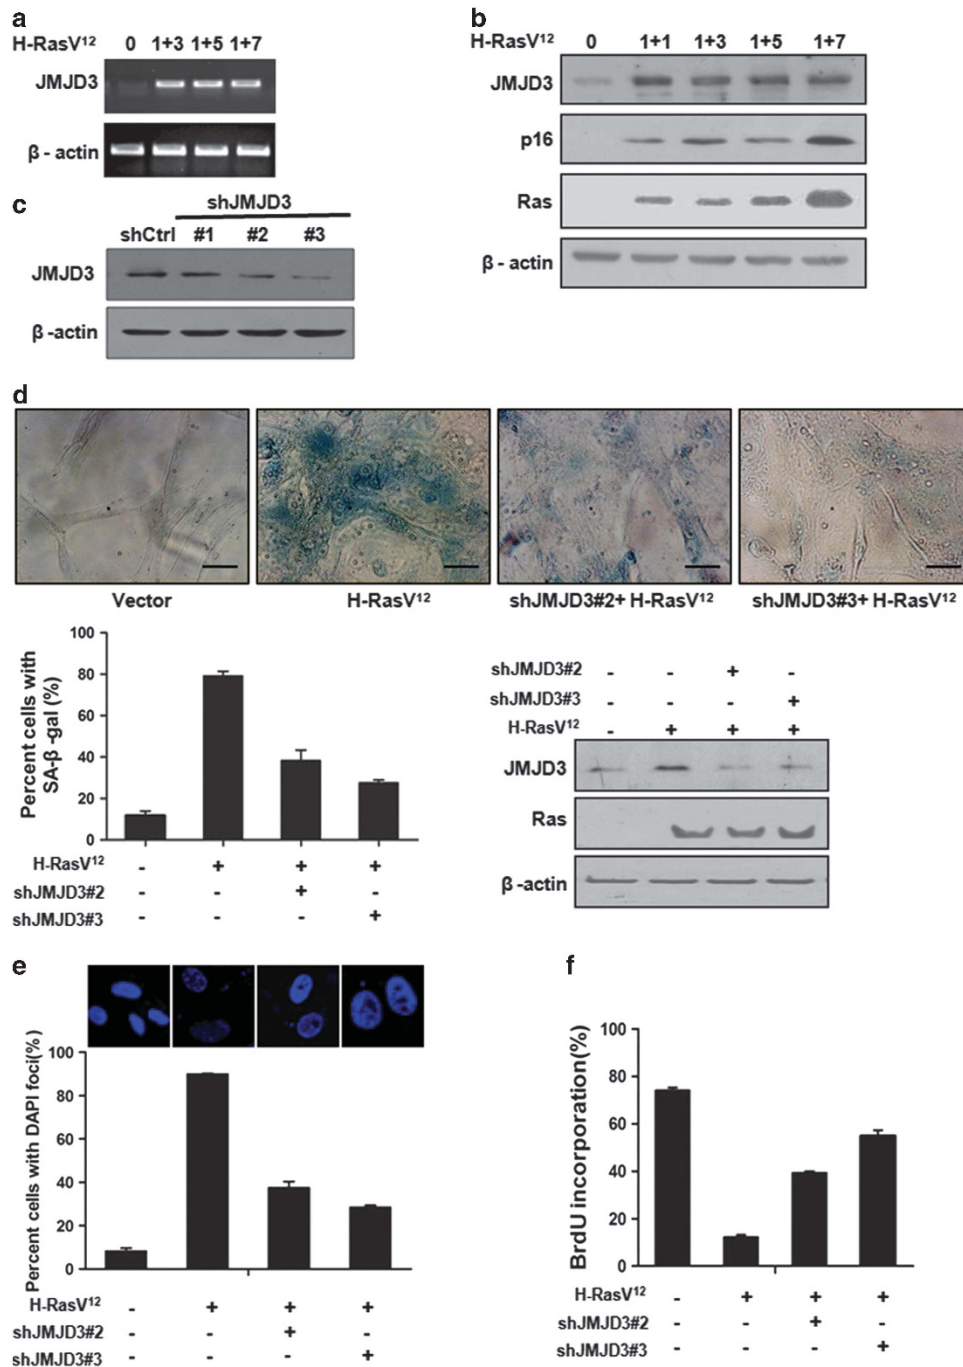 a
H-RasV12 0 1+3 1+5 1+7
JMJD3
β - actin
b
H-RasV12 0 1+1 1+3 1+5 1+7
JMJD3
p16
Ras
β - actin
c
shJMJD3
shCtrl #1 #2 #3
JMJD3
β -actin
d
Vector H-RasV12 shJMJD3#2+ H-RasV12 shJMJD3#3+ H-RasV12
Percent cells with
SA-β -gal (%)
100
80
60
40
20
0
H-RasV12 - + + +
shJMJD3#2 - - + -
shJMJD3#3 - - - +
shJMJD3#2 - - + -
shJMJD3#3 - - - +
H-RasV12 - + + +
JMJD3
Ras
β -actin
e
Percent cells with DAPI foci(%)
100
80
60
40
20
0
H-RasV12 - + + +
shJMJD3#2 - - + -
shJMJD3#3 - - - +
f
BrdU incorporation(%)
100
80
60
40
20
0
H-RasV12 - + + +
shJMJD3#2 - - + -
shJMJD3#3 - - - +